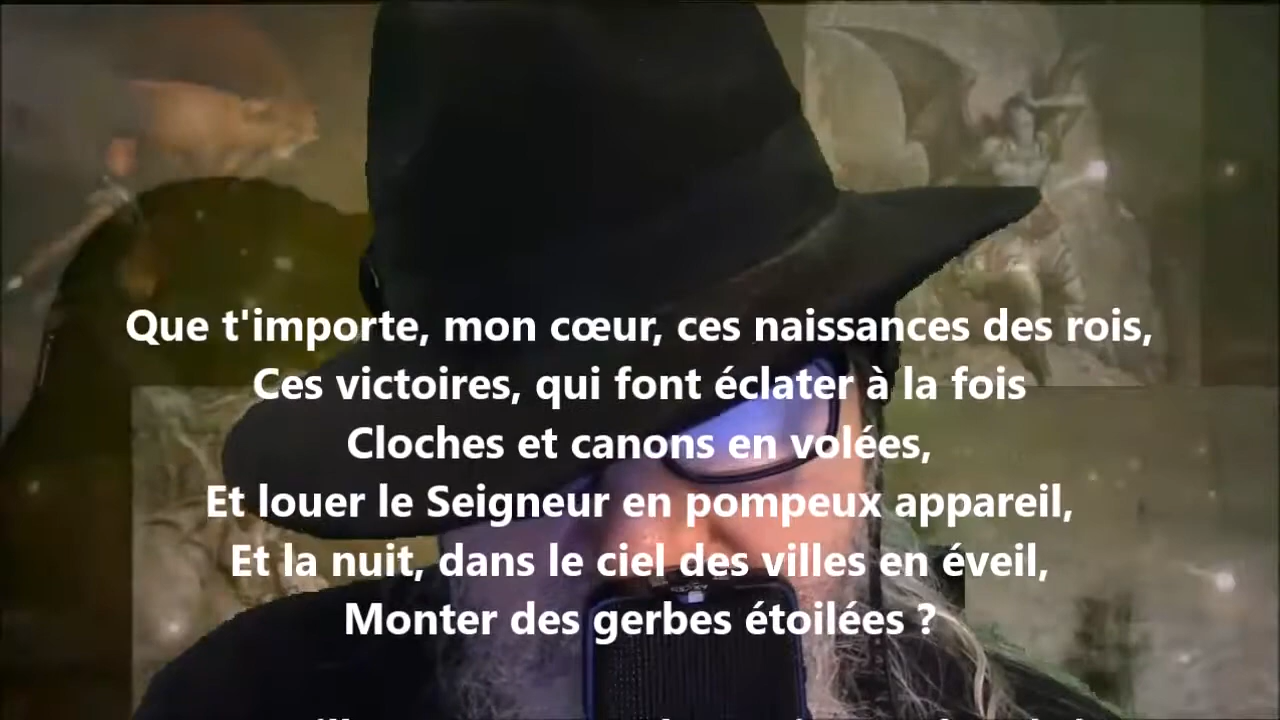 Que t'importe, mon cœur, ces naissances des rois,
Ces victoires, qui font éclater à la fois
Cloches et canons en volées,
Et louer le Seigneur en pompeux appareil,
Et la nuit, dans le ciel des villes en éveil,
Monter des gerbes étoilées ?